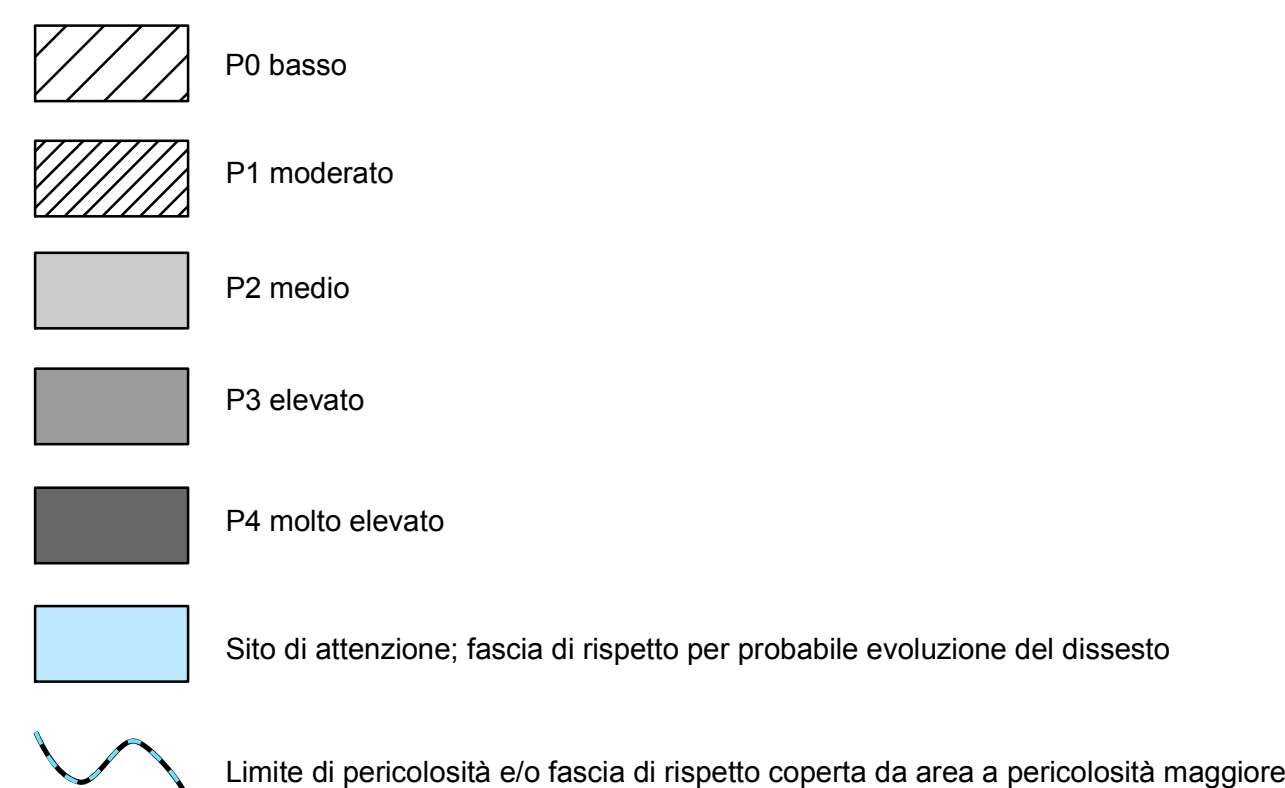 P0 basso
P1 moderato
P2 medio
P3 elevato
P4 molto elevato
Sito di attenzione; fascia di rispetto per probabile evoluzione del dissesto
Limite di pericolosità e/o fascia di rispetto coperta da area a pericolosità maggiore